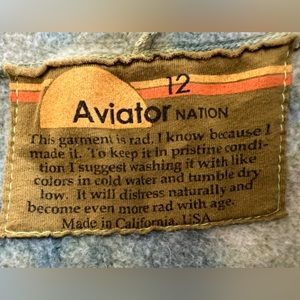 12
Aviator NATION
This garment is rad. I know because I
made it. To keep it in pristine condi-
tion I suggest washing it with like
colors in cold water and tumble dry
low. It will distress naturally and
become even more rad with age.
Made in California, USA